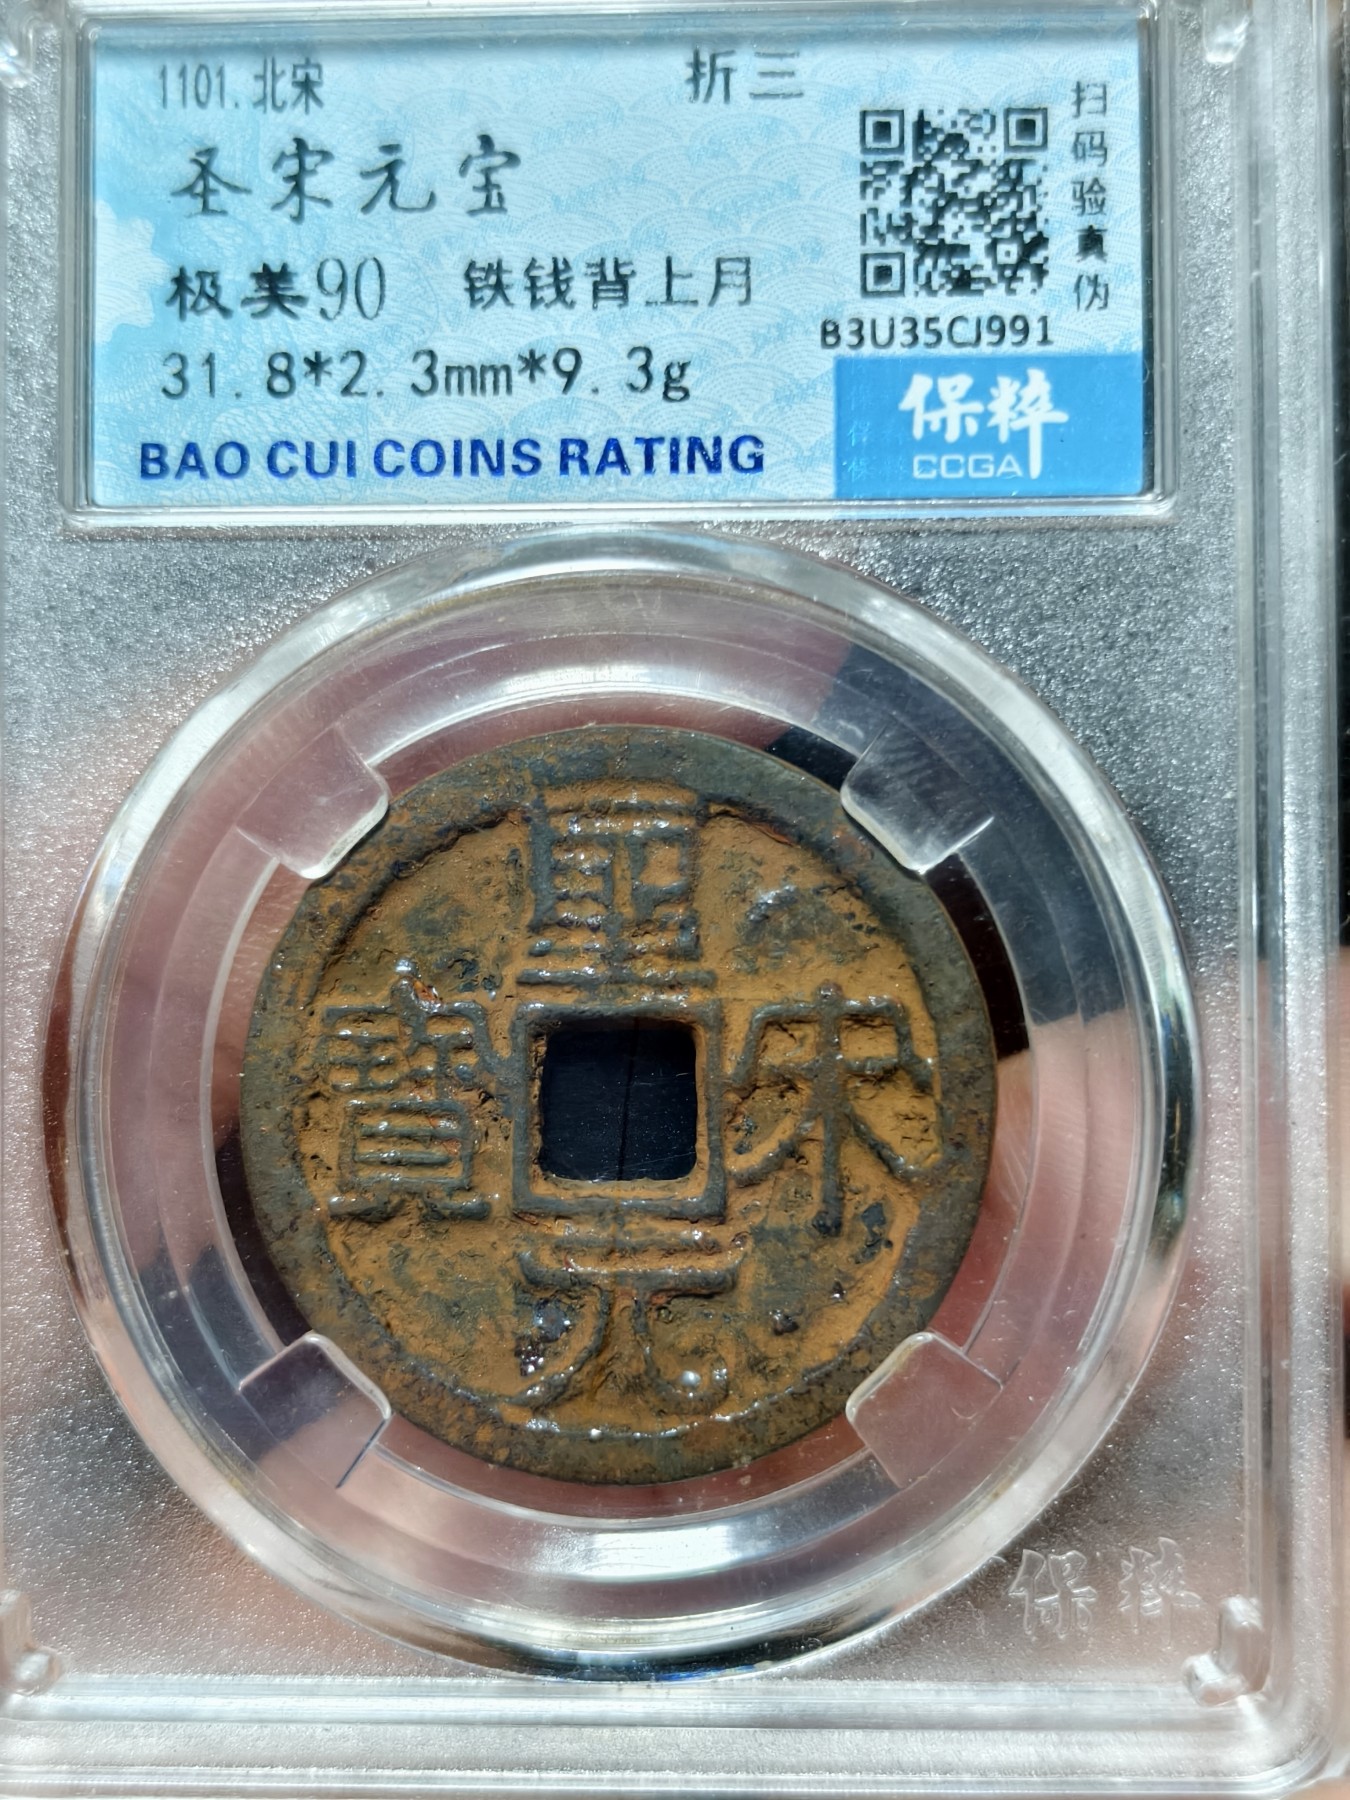 1101.北宋 折三
圣宋元宝
极美90 铁钱背上月
31.8*2.3mm*9.3g
BAO CUI COINS RATING
扫码验真伪
B3U35CJ991
保粹
CCGA
聖
寳 宋
元
保粹